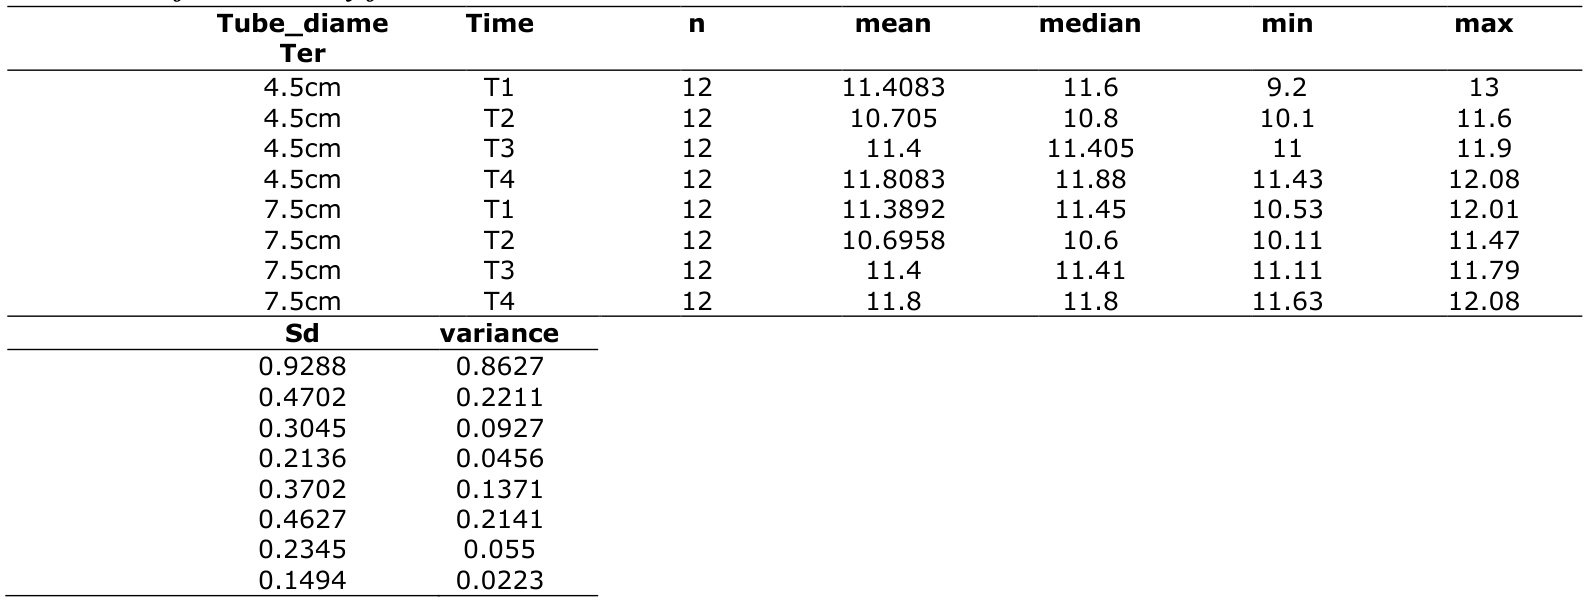 Tube_diame Time n mean median min max
Ter
4.5cm T1 12 11.4083 11.6 9.2 13
4.5cm T2 12 10.705 10.8 10.1 11.6
4.5cm T3 12 11.4 11.405 11 11.9
4.5cm T4 12 11.8083 11.88 11.43 12.08
7.5cm T1 12 11.3892 11.45 10.53 12.01
7.5cm T2 12 10.6958 10.6 10.11 11.47
7.5cm T3 12 11.4 11.41 11.11 11.79
7.5cm T4 12 11.8 11.8 11.63 12.08
Sd variance
0.9288 0.8627
0.4702 0.2211
0.3045 0.0927
0.2136 0.0456
0.3702 0.1371
0.4627 0.2141
0.2345 0.055
0.1494 0.0223